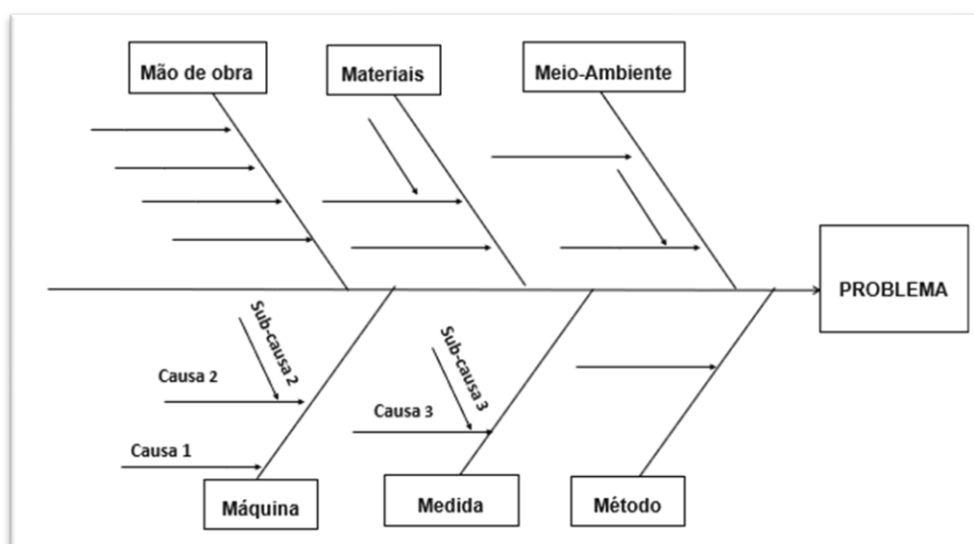 Mão de obra
Materiais
Meio-Ambiente
PROBLEMA
Sub-causa 2
Sub-causa 3
Causa 2
Causa 3
Causa 1
Máquina
Medida
Método